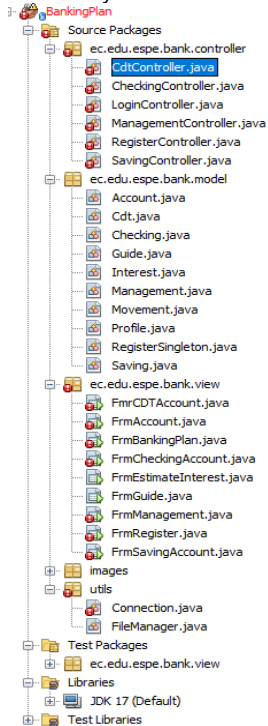 BankingPlan
Source Packages
ec.edu.espe.bank.controller
CdtController.java
CheckingController.java
LoginController.java
ManagementController.java
RegisterController.java
SavingController.java
ec.edu.espe.bank.model
Account.java
Cdt.java
Checking.java
Guide.java
Interest.java
Management.java
Movement.java
Profile.java
RegisterSingleton.java
Saving.java
ec.edu.espe.bank.view
FmrCDTAccount.java
FrmAccount.java
FrmBankingPlan.java
FrmCheckingAccount.java
FrmEstimateInterest.java
FrmGuide.java
FrmManagement.java
FrmRegister.java
FrmSavingAccount.java
images
utils
Connection.java
FileManager.java
Test Packages
ec.edu.espe.bank.view
Libraries
JDK 17 (Default)
Test Libraries